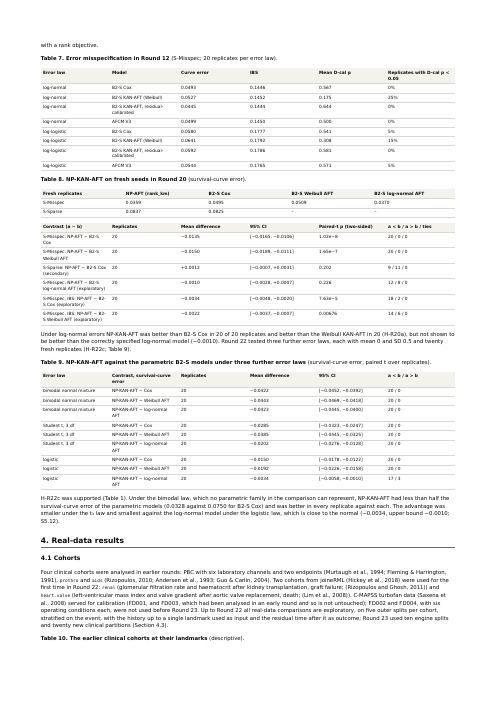 with a rank objective.
Table 7. Error misspecification in Round 12 (S-Misspec; 20 replicates per error law).
Error law Model Curve error IBS Mean D-cal p Replicates with D-cal p < 0.05
log-normal B2-S Cox 0.0493 0.1446 0.567 0%
log-normal B2-S KAN-AFT (Weibull) 0.0527 0.1452 0.175 25%
log-normal B2-S KAN-AFT, residual-calibrated 0.0445 0.1444 0.644 0%
log-normal AFCM V3 0.0499 0.1450 0.500 0%
log-logistic B2-S Cox 0.0580 0.1777 0.541 5%
log-logistic B2-S KAN-AFT (Weibull) 0.0641 0.1792 0.308 15%
log-logistic B2-S KAN-AFT, residual-calibrated 0.0592 0.1786 0.581 0%
log-logistic AFCM V3 0.0544 0.1765 0.571 5%
Table 8. NP-KAN-AFT on fresh seeds in Round 20 (survival-curve error).
Fresh replicates NP-AFT (rank_km) B2-S Cox B2-S Weibull AFT B2-S log-normal AFT
S-Misspec 0.0359 0.0495 0.0509 0.0370
S-Sparse 0.0837 0.0825 – –
Contrast (a − b) Replicates Mean difference 95% CI Paired-t p (two-sided) a < b / a > b / ties
S-Misspec: NP-AFT − B2-S Cox 20 −0.0135 [−0.0165, −0.0106] 1.02e−8 20 / 0 / 0
S-Misspec: NP-AFT − B2-S Weibull AFT 20 −0.0150 [−0.0189, −0.0111] 1.65e−7 20 / 0 / 0
S-Sparse: NP-AFT − B2-S Cox (secondary) 20 +0.0012 [−0.0007, +0.0031] 0.202 9 / 11 / 0
S-Misspec: NP-AFT − B2-S log-normal AFT (exploratory) 20 −0.0010 [−0.0028, +0.0007] 0.226 12 / 8 / 0
S-Misspec, IBS: NP-AFT − B2-S Cox (exploratory) 20 −0.0034 [−0.0048, −0.0020] 7.63e−5 18 / 2 / 0
S-Misspec, IBS: NP-AFT − B2-S Weibull AFT (exploratory) 20 −0.0022 [−0.0037, −0.0007] 0.00676 14 / 6 / 0
Under log-normal errors NP-KAN-AFT was better than B2-S Cox in 20 of 20 replicates and better than the Weibull KAN-AFT in 20 (H-R20a), but not shown to
be better than the correctly specified log-normal model (−0.0010). Round 22 tested three further error laws, each with mean 0 and SD 0.5 and twenty
fresh replicates (H-R22c; Table 9).
Table 9. NP-KAN-AFT against the parametric B2-S models under three further error laws (survival-curve error, paired t over replicates).
Error law Contrast, survival-curve error Replicates Mean difference 95% CI a < b / a > b
bimodal normal mixture NP-KAN-AFT − Cox 20 −0.0422 [−0.0452, −0.0392] 20 / 0
bimodal normal mixture NP-KAN-AFT − Weibull AFT 20 −0.0443 [−0.0469, −0.0418] 20 / 0
bimodal normal mixture NP-KAN-AFT − log-normal AFT 20 −0.0423 [−0.0445, −0.0400] 20 / 0
Student t, 3 df NP-KAN-AFT − Cox 20 −0.0285 [−0.0323, −0.0247] 20 / 0
Student t, 3 df NP-KAN-AFT − Weibull AFT 20 −0.0385 [−0.0445, −0.0325] 20 / 0
Student t, 3 df NP-KAN-AFT − log-normal AFT 20 −0.0202 [−0.0276, −0.0128] 20 / 0
logistic NP-KAN-AFT − Cox 20 −0.0150 [−0.0178, −0.0122] 20 / 0
logistic NP-KAN-AFT − Weibull AFT 20 −0.0192 [−0.0226, −0.0158] 20 / 0
logistic NP-KAN-AFT − log-normal AFT 20 −0.0034 [−0.0058, −0.0010] 17 / 3
H-R22c was supported (Table 1). Under the bimodal law, which no parametric family in the comparison can represent, NP-KAN-AFT had less than half the
survival-curve error of the parametric models (0.0328 against 0.0750 for B2-S Cox) and was better in every replicate against each. The advantage was
smaller under the t₃ law and smallest against the log-normal model under the logistic law, which is close to the normal (−0.0034, upper bound −0.0010;
S5.12).
4. Real-data results
4.1 Cohorts
Four clinical cohorts were analysed in earlier rounds: PBC with six laboratory channels and two endpoints (Murtaugh et al., 1994; Fleming & Harrington,
1991), prothro and aids (Rizopoulos, 2010; Andersen et al., 1993; Guo & Carlin, 2004). Two cohorts from joineRML (Hickey et al., 2018) were used for the
first time in Round 22: renal (glomerular filtration rate and haematocrit after kidney transplantation, graft failure; (Rizopoulos & Ghosh, 2011)) and
heart.valve (left-ventricular mass index and valve gradient after aortic valve replacement, death; (Lim et al., 2008)). C-MAPSS turbofan data (Saxena et
al., 2008) served for calibration (FD001 and FD003, which had been analysed in an early round and so is not untouched); FD002 and FD004, with six
operating conditions each, were not used before Round 23. Up to Round 22 all real-data comparisons are exploratory, on five outer splits per cohort,
stratified on the event, with the history up to a single landmark used as input and the residual time after it as outcome; Round 23 used ten engine splits
and twenty new clinical partitions (Section 4.3).
Table 10. The earlier clinical cohorts at their landmarks (descriptive).